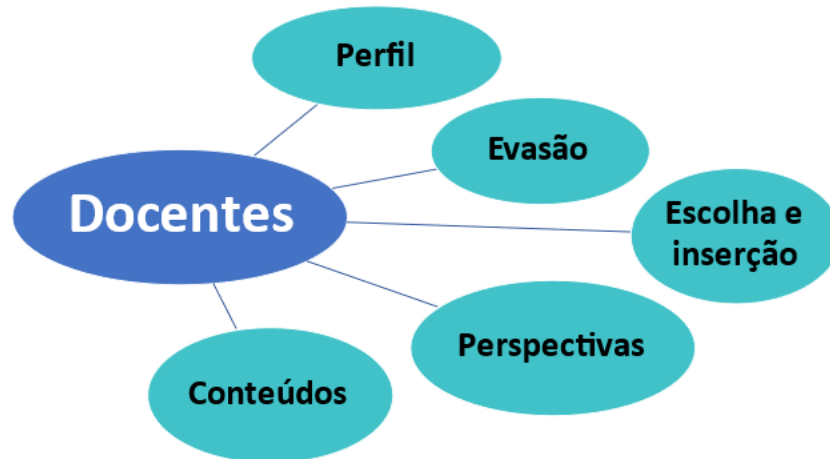 Perfil
Evasão
Docentes
Escolha e
inserção
Perspectivas
Conteúdos